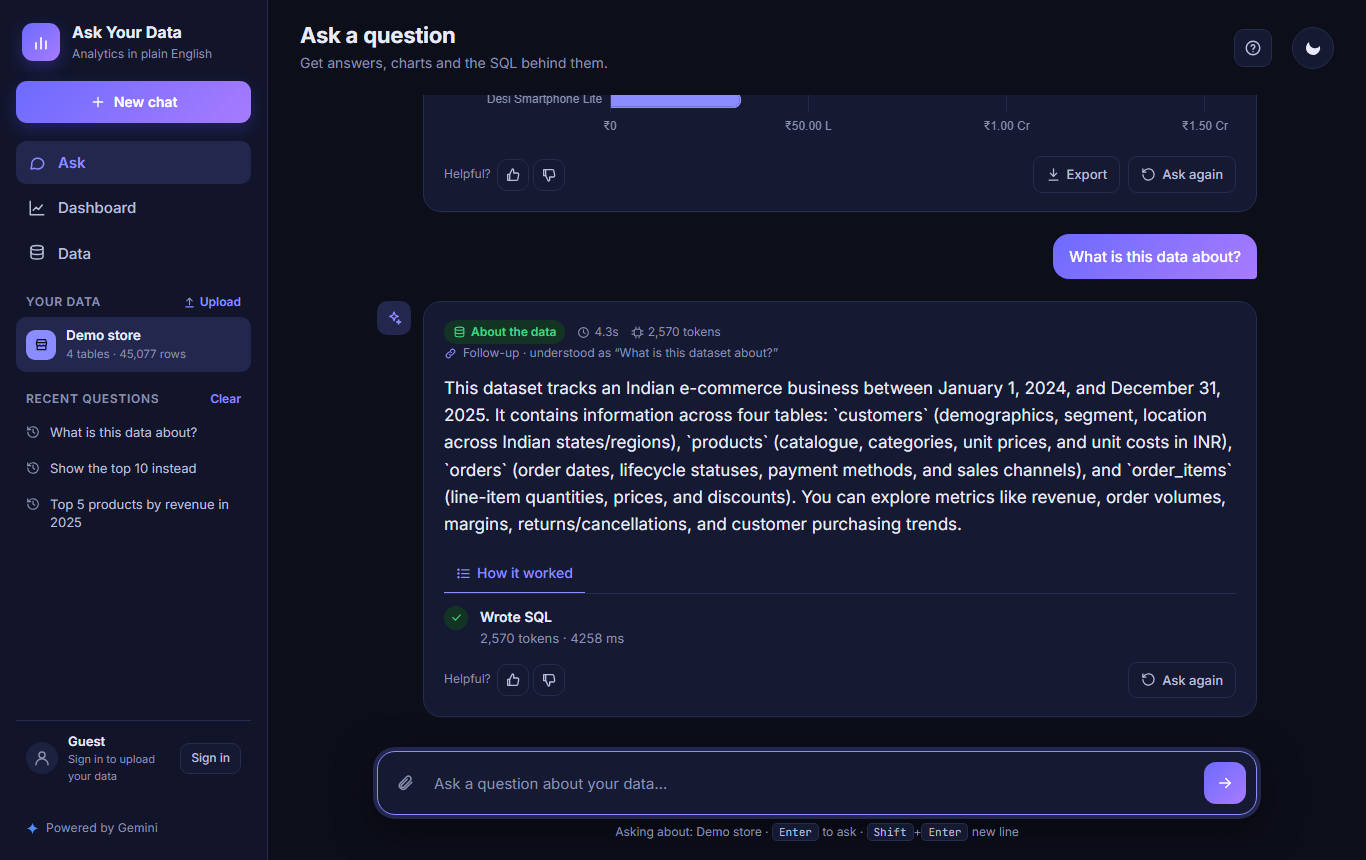 Ask Your Data
Analytics in plain English
New chat
Ask
Dashboard
Data
YOUR DATA
Upload
Demo store
4 tables · 45,077 rows
RECENT QUESTIONS
Clear
What is this data about?
Show the top 10 instead
Top 5 products by revenue in
2025
Guest
Sign in to upload
your data
Sign in
Powered by Gemini
Ask a question
Get answers, charts and the SQL behind them.
Desi Smartphone Lite
₹0 ₹50.00 L ₹1.00 Cr ₹1.50 Cr
Helpful?
Export
Ask again
What is this data about?
About the data 4.3s 2,570 tokens
Follow-up · understood as “What is this dataset about?”
This dataset tracks an Indian e-commerce business between January 1, 2024, and December 31,
2025. It contains information across four tables: `customers` (demographics, segment, location
across Indian states/regions), `products` (catalogue, categories, unit prices, and unit costs in INR),
`orders` (order dates, lifecycle statuses, payment methods, and sales channels), and `order_items`
(line-item quantities, prices, and discounts). You can explore metrics like revenue, order volumes,
margins, returns/cancellations, and customer purchasing trends.
How it worked
Wrote SQL
2,570 tokens · 4258 ms
Helpful?
Ask again
Ask a question about your data...
Asking about: Demo store · Enter to ask · Shift+Enter new line